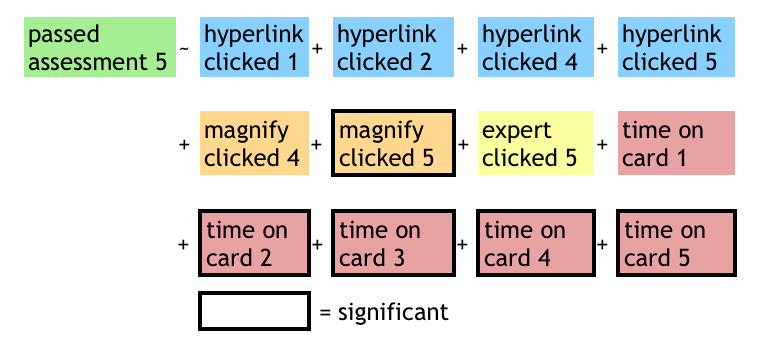 passed
assessment 5 ~ hyperlink
clicked 1 + hyperlink
clicked 2 + hyperlink
clicked 4 + hyperlink
clicked 5
+ magnify
clicked 4 + magnify
clicked 5 + expert
clicked 5 + time on
card 1
+ time on
card 2 + time on
card 3 + time on
card 4 + time on
card 5
= significant